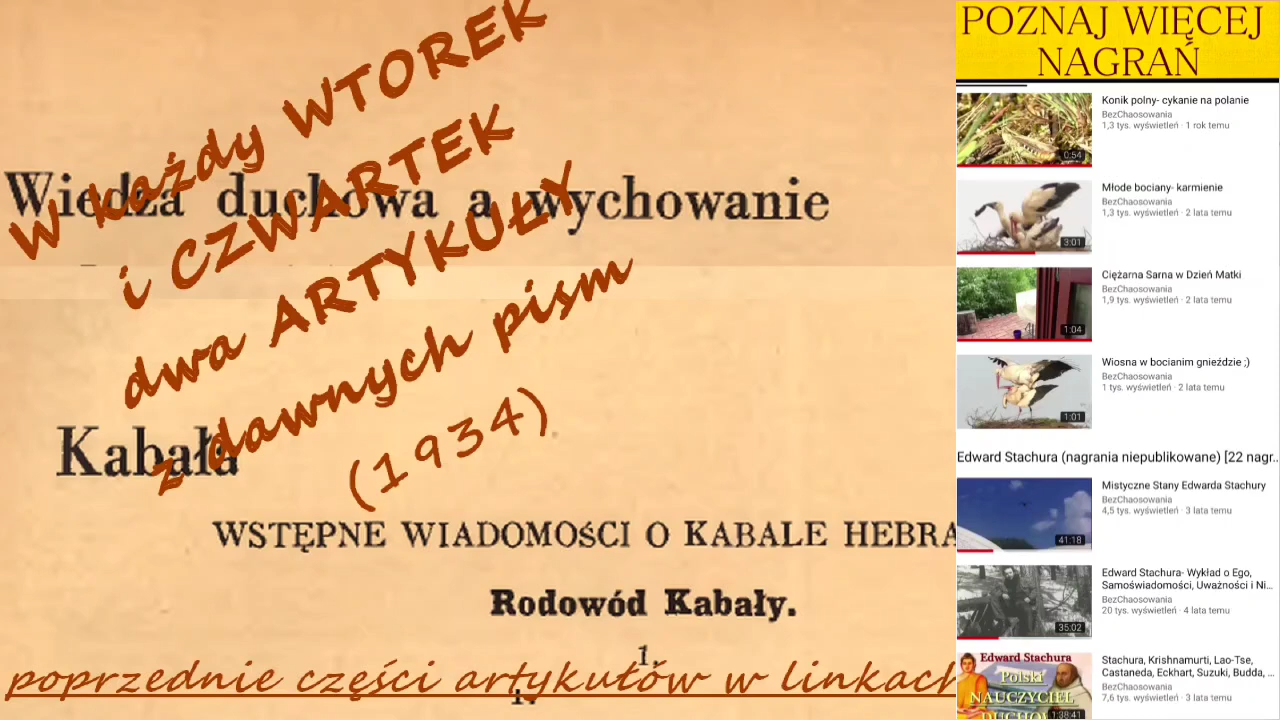 W każdy WTOREK
i CZWARTEK
dwa ARTYKUŁY
z dawnych pism
(1934)
Wiedza duchowa a wychowanie
Kabała
WSTĘPNE WIADOMOŚCI O KABALE HEBRA
Rodowód Kabały.
1.
1.
poprzednie części artykułów w linkach
POZNAJ WIĘCEJ
NAGRAŃ
Konik polny- cykanie na polanie
BezChaosowania
1,3 tys. wyświetleń · 1 rok temu
0:54
Młode bociany- karmienie
BezChaosowania
1,3 tys. wyświetleń · 2 lata temu
3:01
Ciężarna Sarna w Dzień Matki
BezChaosowania
1,9 tys. wyświetleń · 2 lata temu
1:04
Wiosna w bocianim gnieździe ;)
BezChaosowania
1 tys. wyświetleń · 2 lata temu
1:01
Edward Stachura (nagrania niepublikowane) [22 nagr...
Mistyczne Stany Edwarda Stachury
BezChaosowania
4,5 tys. wyświetleń · 3 lata temu
41:18
Edward Stachura- Wykład o Ego,
Samoświadomości, Uważności i Ni...
BezChaosowania
20 tys. wyświetleń · 4 lata temu
35:02
Stachura, Krishnamurti, Lao-Tse,
Castaneda, Eckhart, Suzuki, Budda, ...
BezChaosowania
7,6 tys. wyświetleń · 3 lata temu
Edward Stachura
Polski
NAUCZYCIEL
DUCHOW
1:38:41